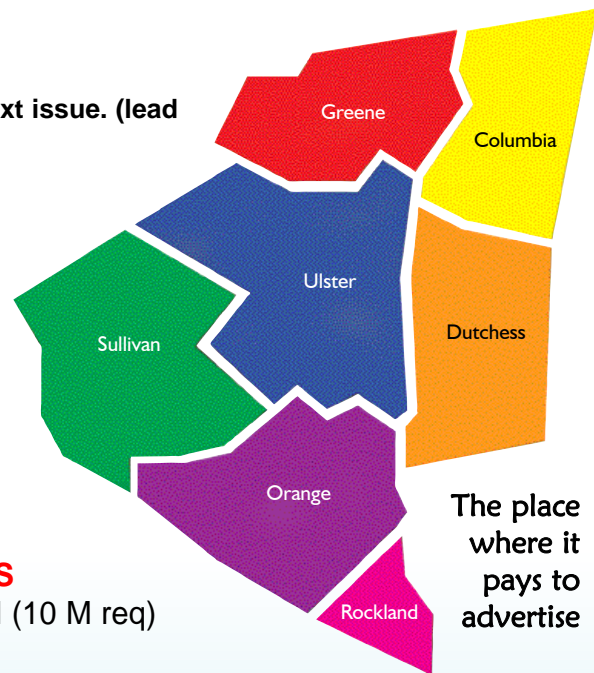 xt issue. (lead
Greene
Columbia
Ulster
Sullivan
Dutchess
Orange
The place
where it
pays to
advertise
S
(10 M req)
Rockland